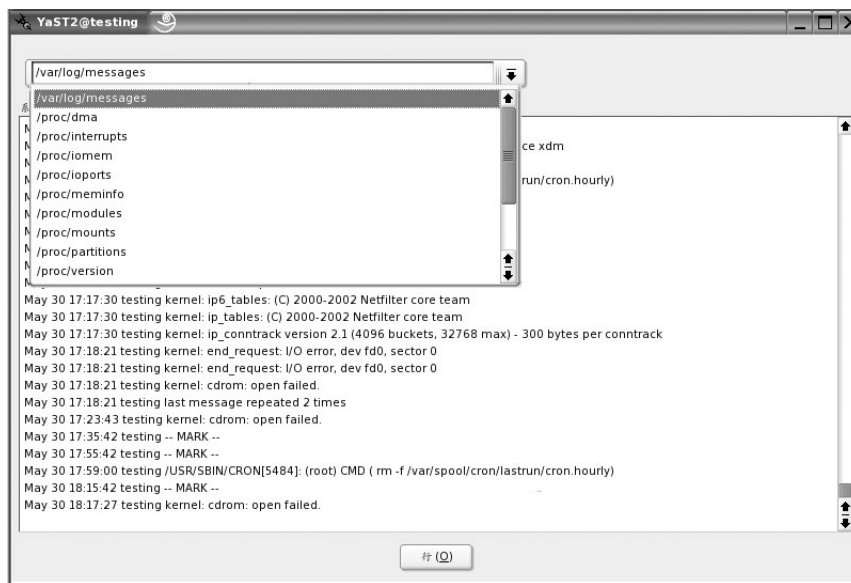 YaST2@testing
/var/log/messages
/var/log/messages
/proc/dma
/proc/interrupts
/proc/iomem
/proc/ioports
/proc/meminfo
/proc/modules
/proc/mounts
/proc/partitions
/proc/version
ce xdm
run/cron.hourly)
May 30 17:17:30 testing kernel: ip6_tables: (C) 2000-2002 Netfilter core team
May 30 17:17:30 testing kernel: ip_tables: (C) 2000-2002 Netfilter core team
May 30 17:17:30 testing kernel: ip_conntrack version 2.1 (4096 buckets, 32768 max) - 300 bytes per conntrack
May 30 17:18:21 testing kernel: end_request: I/O error, dev fd0, sector 0
May 30 17:18:21 testing kernel: end_request: I/O error, dev fd0, sector 0
May 30 17:18:21 testing kernel: cdrom: open failed.
May 30 17:18:21 testing last message repeated 2 times
May 30 17:23:43 testing kernel: cdrom: open failed.
May 30 17:35:42 testing -- MARK --
May 30 17:55:42 testing -- MARK --
May 30 17:59:00 testing /USR/SBIN/CRON[5484]: (root) CMD ( rm -f /var/spool/cron/lastrun/cron.hourly)
May 30 18:15:42 testing -- MARK --
May 30 18:17:27 testing kernel: cdrom: open failed.
行 (O)